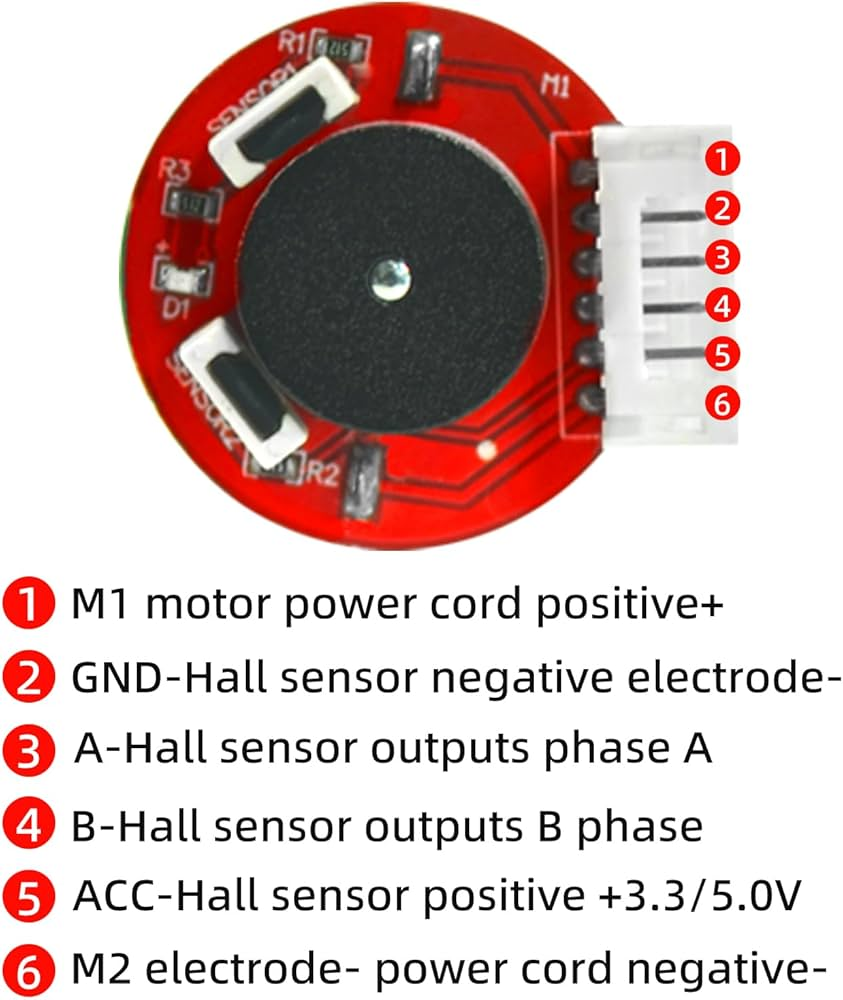 R1
SENSOR1
M1
R3
+
D1
SENSOR2
R2
1
2
3
4
5
6
1 M1 motor power cord positive+
2 GND-Hall sensor negative electrode-
3 A-Hall sensor outputs phase A
4 B-Hall sensor outputs B phase
5 ACC-Hall sensor positive +3.3/5.0V
6 M2 electrode- power cord negative-